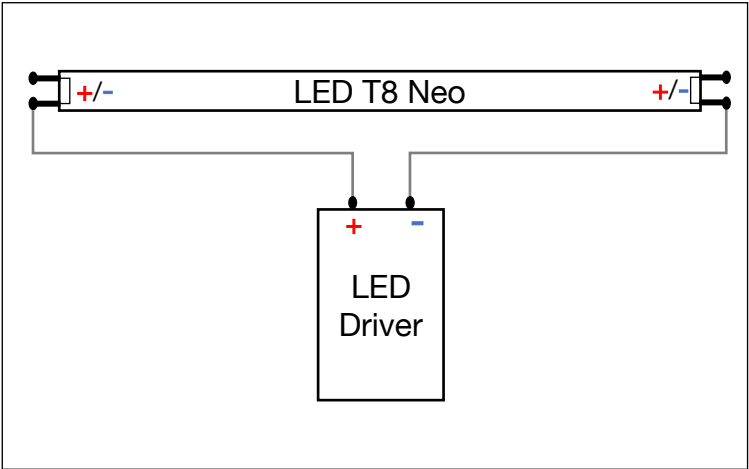 +/- LED T8 Neo +/-
+ -
LED
Driver